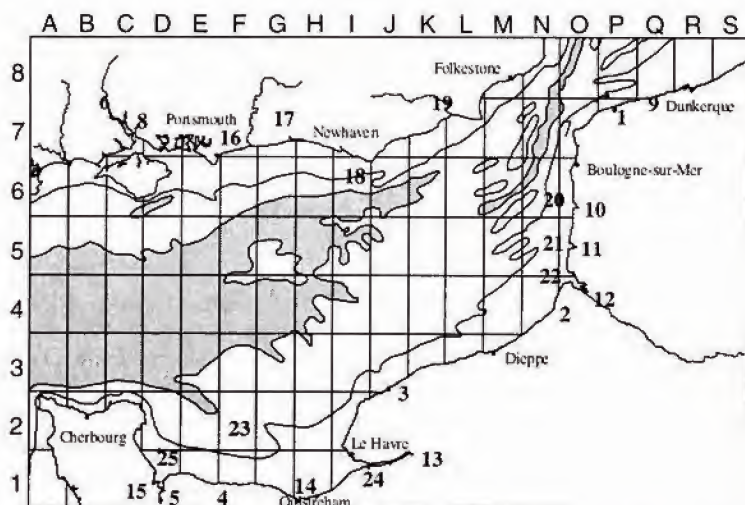 A B C D E F G H I J K L M N O P Q R S
8
Folkestone
6 8 Portsmouth 17 19 1 9 Dunkerque
7
16 Newhaven
18 Boulogne-sur-Mer
6
20 10
5
21 11
22 12
4
2
Dieppe
3
3
2
23
Cherbourg Le Havre
25 13
24
1
15 5 4 14
Ouistreham